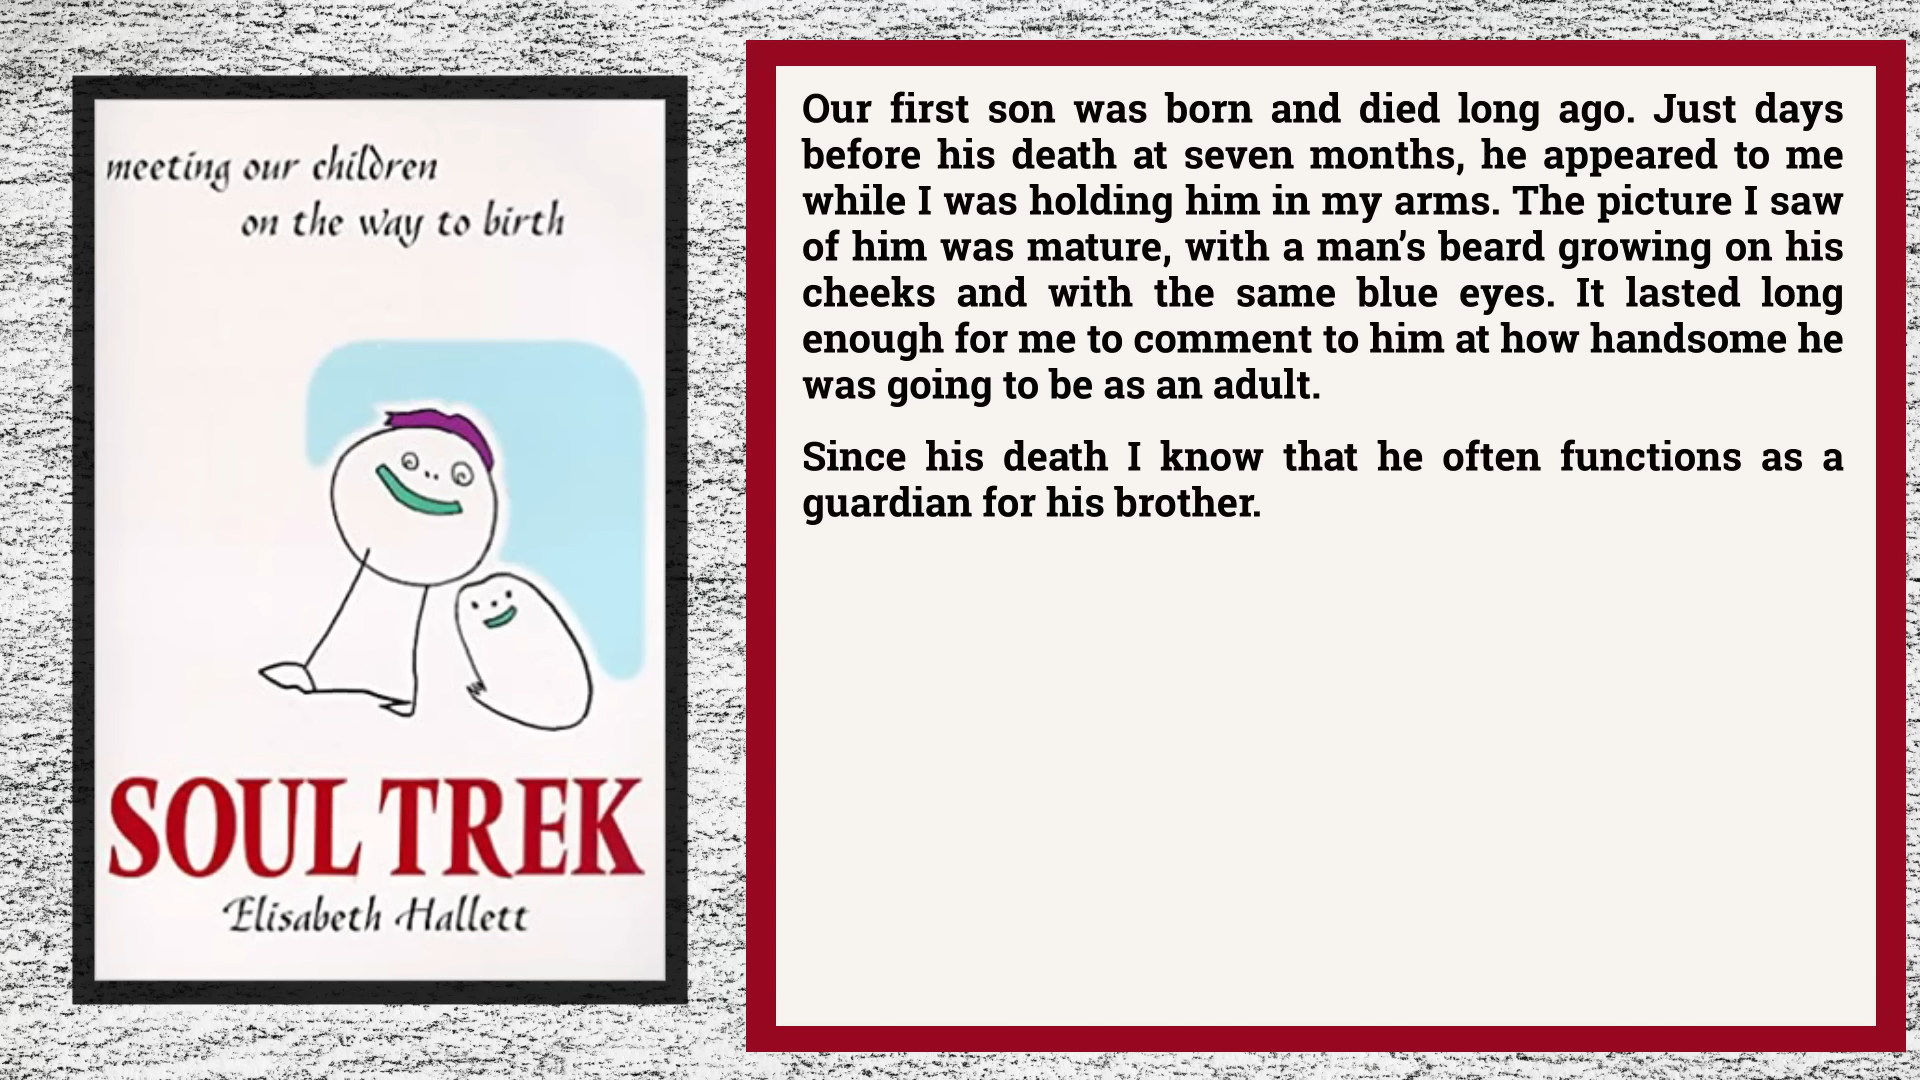 meeting our children
on the way to birth
SOUL TREK
Elisabeth Hallett
Our first son was born and died long ago. Just days
before his death at seven months, he appeared to me
while I was holding him in my arms. The picture I saw
of him was mature, with a man’s beard growing on his
cheeks and with the same blue eyes. It lasted long
enough for me to comment to him at how handsome he
was going to be as an adult.
Since his death I know that he often functions as a
guardian for his brother.